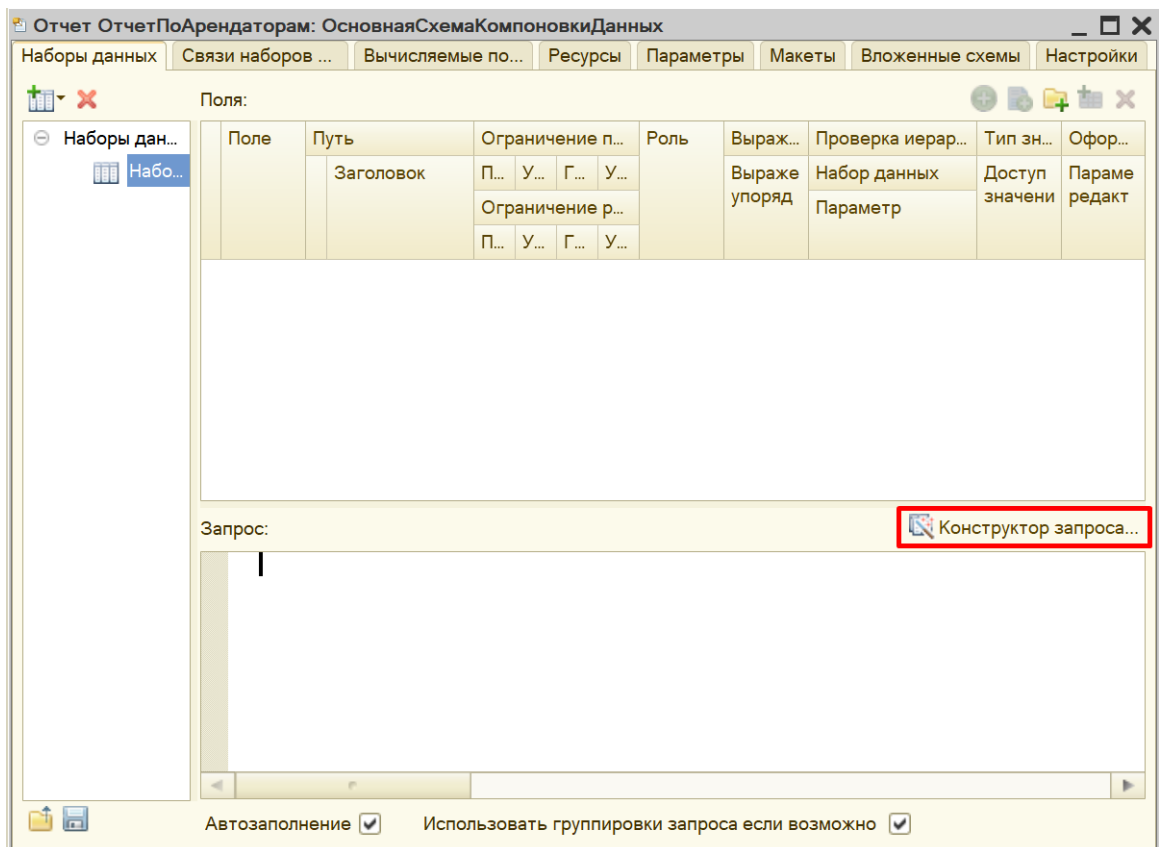 Отчет ОтчетПоАрендаторам: ОсновнаяСхемаКомпоновкиДанных
Наборы данных Связи наборов ... Вычисляемые по... Ресурсы Параметры Макеты Вложенные схемы Настройки
Поля:
Наборы дан...
Набо...
Поле Путь Ограничение п... Роль Выраж... Проверка иерар... Тип зн... Офор...
Заголовок П... У... Г... У... Выраже Набор данных Доступ Параме
Ограничение р... упоряд Параметр значени редакт
П... У... Г... У...
Запрос:
Конструктор запроса...
Автозаполнение Использовать группировки запроса если возможно